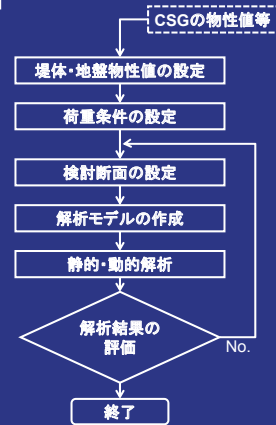 CSGの物性値等
堤体・地盤物性値の設定
荷重条件の設定
検討断面の設定
解析モデルの作成
静的・動的解析
解析結果の
評価
No.
終了